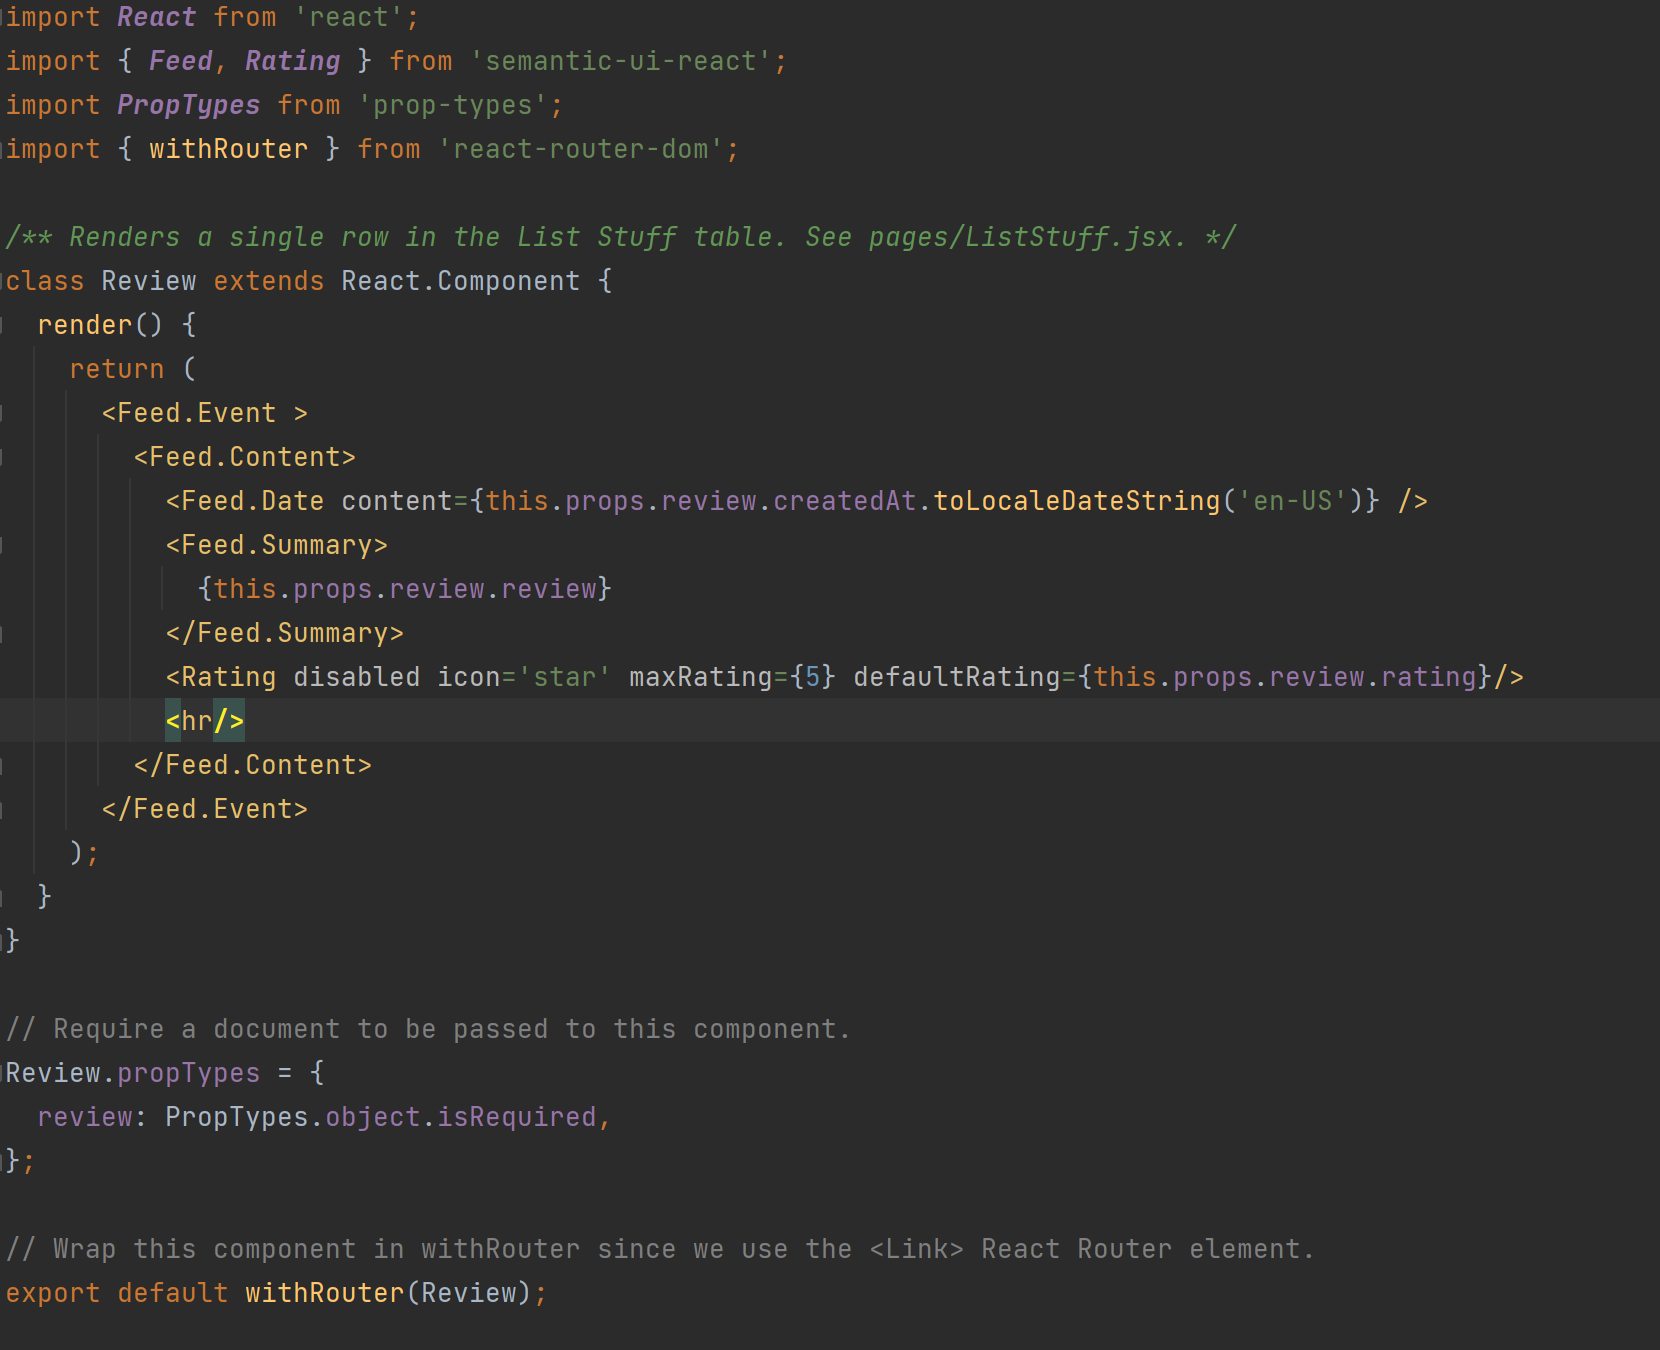 import React from 'react';
import { Feed, Rating } from 'semantic-ui-react';
import PropTypes from 'prop-types';
import { withRouter } from 'react-router-dom';

/** Renders a single row in the List Stuff table. See pages/ListStuff.jsx. */
class Review extends React.Component {
  render() {
    return (
      <Feed.Event >
        <Feed.Content>
          <Feed.Date content={this.props.review.createdAt.toLocaleDateString('en-US')} />
          <Feed.Summary>
            {this.props.review.review}
          </Feed.Summary>
          <Rating disabled icon='star' maxRating={5} defaultRating={this.props.review.rating}/>
          <hr/>
        </Feed.Content>
      </Feed.Event>
    );
  }
}

// Require a document to be passed to this component.
Review.propTypes = {
  review: PropTypes.object.isRequired,
};

// Wrap this component in withRouter since we use the <Link> React Router element.
export default withRouter(Review);